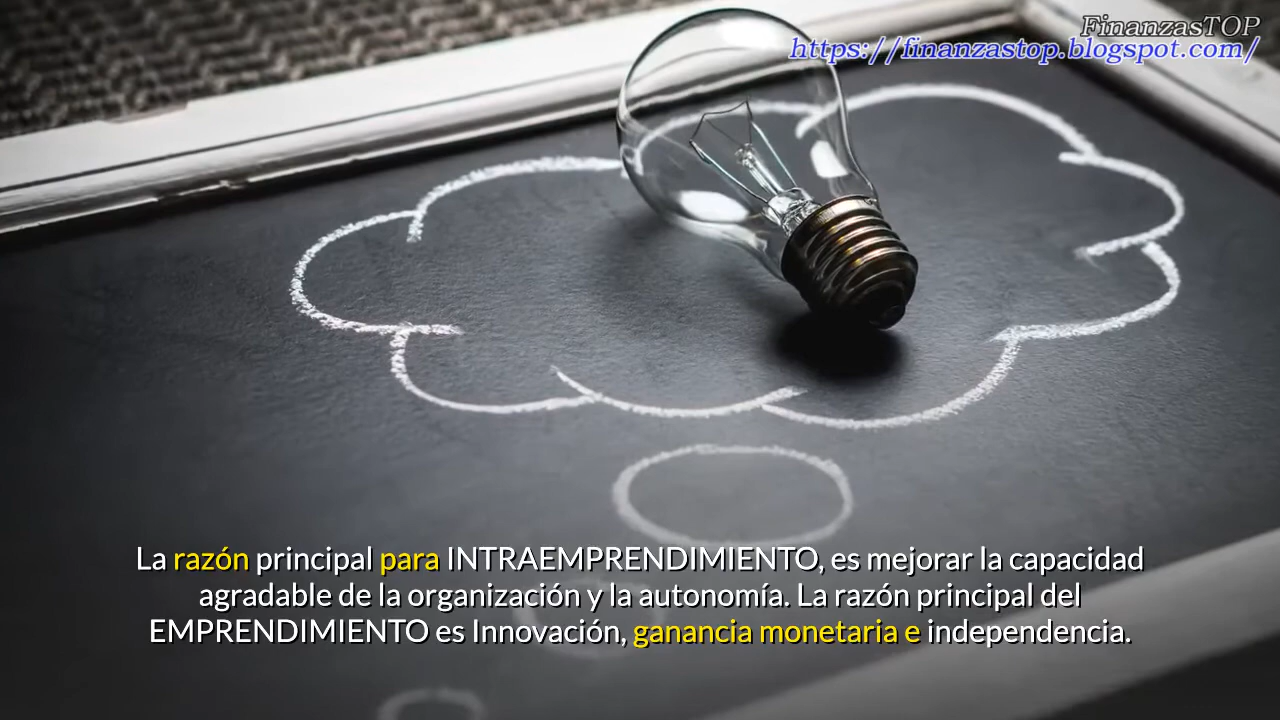 FinanzasTOP
https://finanzastop.blogspot.com/
La razón principal para INTRAEMPRENDIMIENTO, es mejorar la capacidad
agradable de la organización y la autonomía. La razón principal del
EMPRENDIMIENTO es Innovación, ganancia monetaria e independencia.